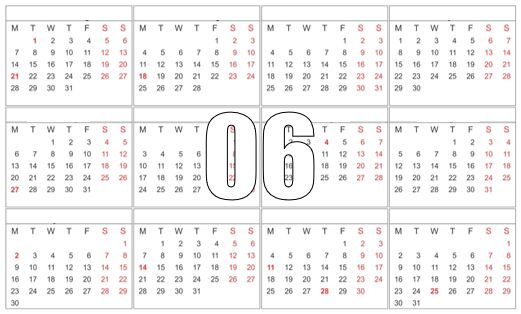 M T W T F S S
1 2 3 4 5 6
7 8 9 10 11 12 13
14 15 16 17 18 19 20
21 22 23 24 25 26 27
28 29 30 31
M T W T F S S
1 2 3
4 5 6 7 8 9 10
11 12 13 14 15 16 17
18 19 20 21 22 23 24
25 26 27 28
M T W T F S S
1 2 3
4 5 6 7 8 9 10
11 12 13 14 15 16 17
18 19 20 21 22 23 24
25 26 27 28 29 30 31
M T W T F S S
1 2 3 4 5 6 7
8 9 10 11 12 13 14
15 16 17 18 19 20 21
22 23 24 25 26 27 28
29 30
M T W T F S S
1 2 3 4 5
6 7 8 9 10 11 12
13 14 15 16 17 18 19
20 21 22 23 24 25 26
27 28 29 30 31
M T W T F S
3 4 5 6 7
10 11 12 13
17 18 19 20
24 25 26 27
06
T W T F S S
3 4 5 6 7
11 12 13 14
18 19 20 21
23 25 26 27 28
M T W T F S S
1 2 3 4
5 6 7 8 9 10 11
12 13 14 15 16 17 18
19 20 21 22 23 24 25
26 27 28 29 30 31
M T W T F S S
1
2 3 4 5 6 7 8
9 10 11 12 13 14 15
16 17 18 19 20 21 22
23 24 25 26 27 28 29
30
M T W T F S S
1 2 3 4 5 6
7 8 9 10 11 12 13
14 15 16 17 18 19 20
21 22 23 24 25 26 27
28 29 30 31
M T W T F S S
1 2 3
4 5 6 7 8 9 10
11 12 13 14 15 16 17
18 19 20 21 22 23 24
25 26 27 28 29 30
M T W T F S S
1
2 3 4 5 6 7 8
9 10 11 12 13 14 15
16 17 18 19 20 21 22
23 24 25 26 27 28 29
30 31